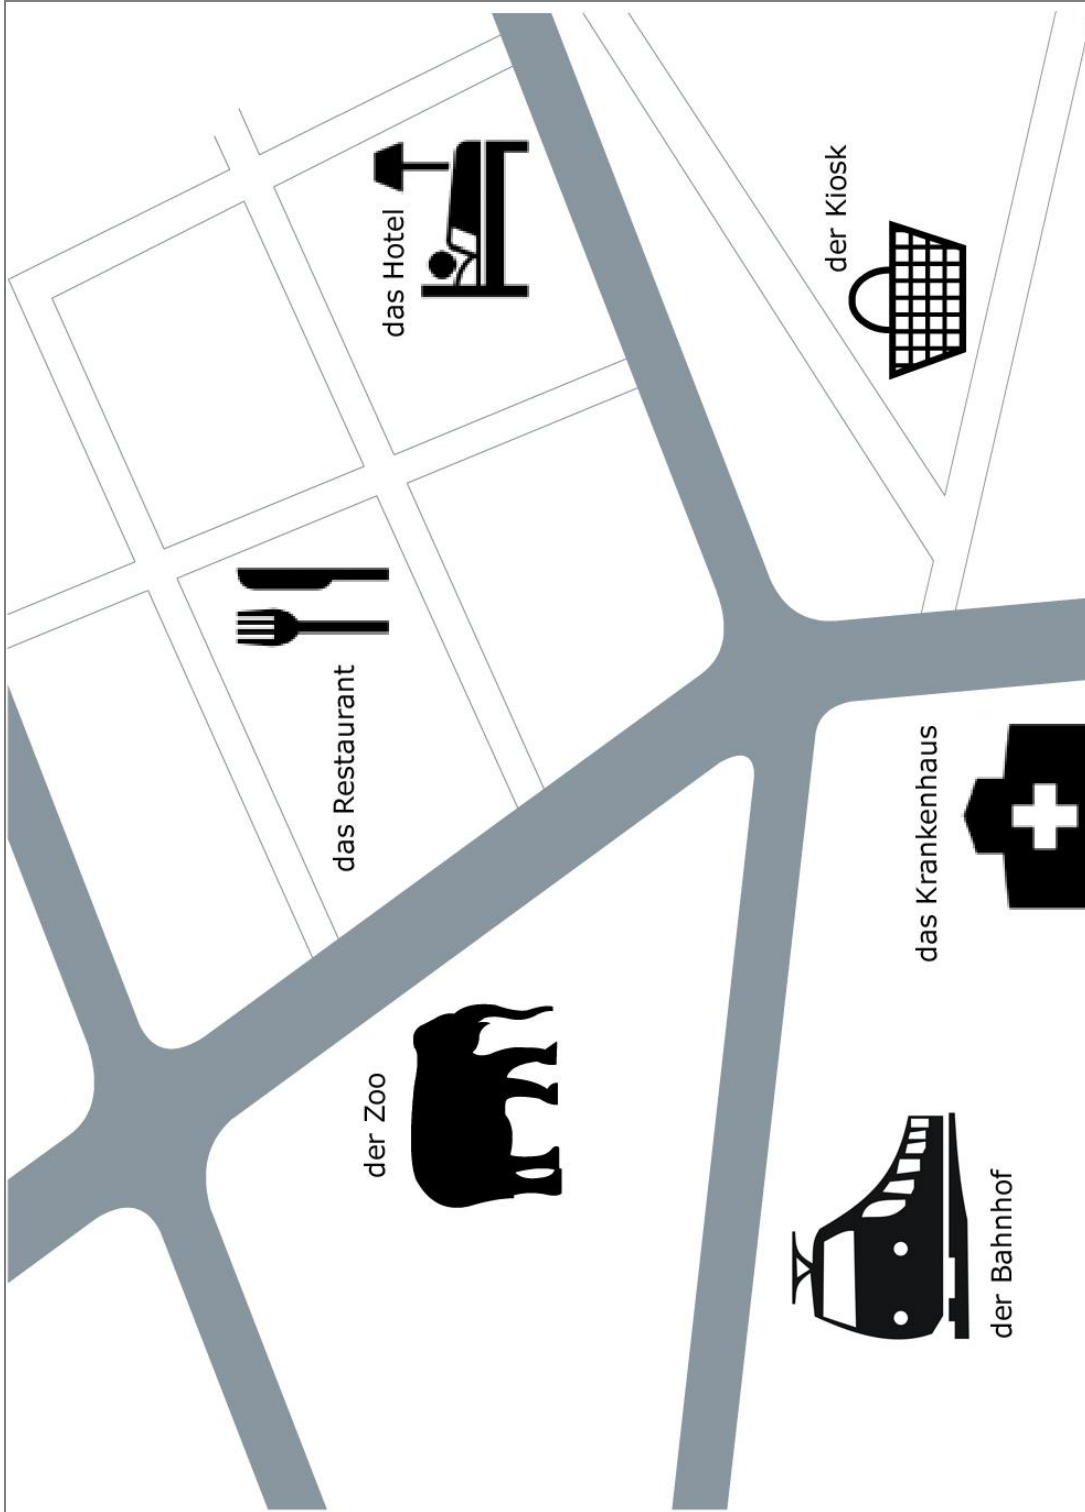 der Zoo
das Restaurant
das Hotel
der Kiosk
das Krankenhaus
der Bahnhof